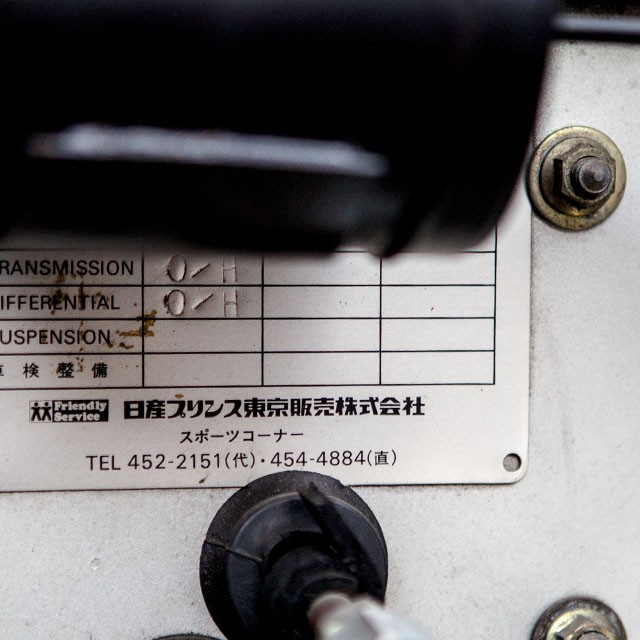 RANSMISSION O/H
IFFERENTIAL O/H
USPENSION
車検整備
Friendly Service 日産プリンス東京販売株式会社
スポーツコーナー
TEL 452-2151(代)・454-4884(直)